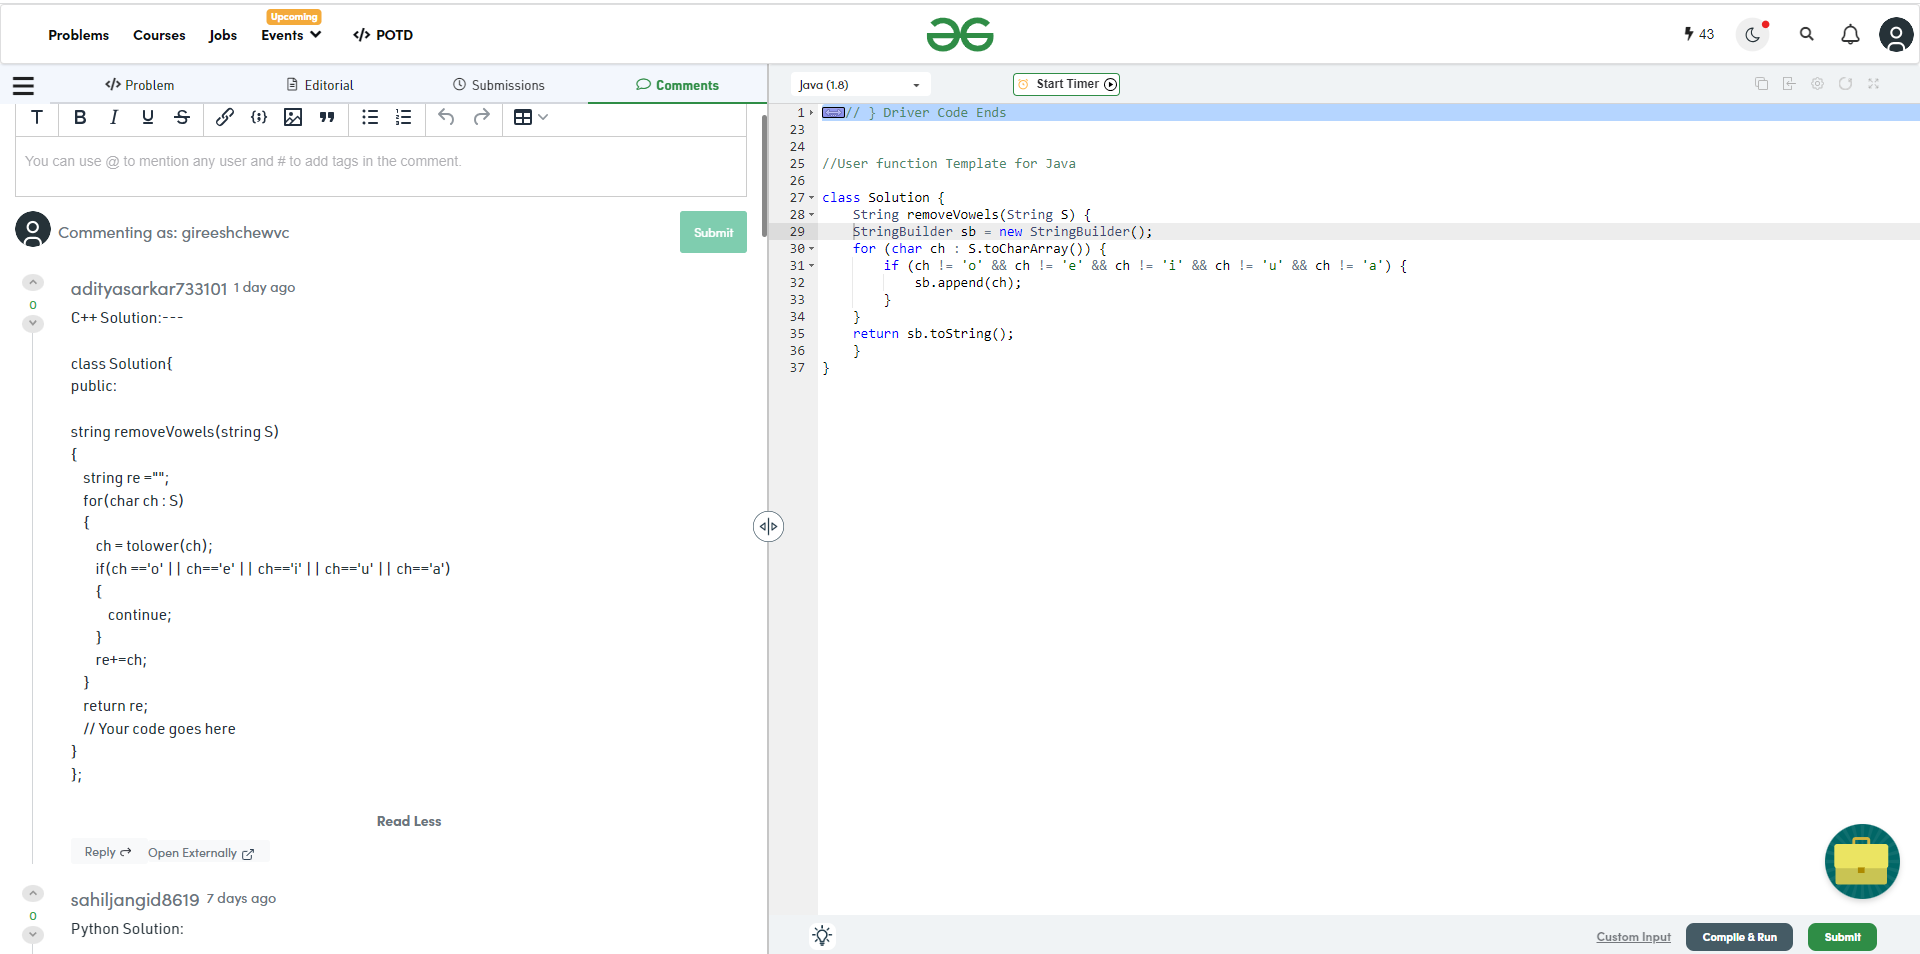 Problems Courses Jobs Upcoming Events </> POTD
43
</> Problem Editorial Submissions Comments
T B I U S
You can use @ to mention any user and # to add tags in the comment.
Commenting as: gireeshchewvc Submit
0
adityasarkar733101 1 day ago
C++ Solution:---
class Solution{
public:
string removeVowels(string S)
{
string re ="";
for(char ch : S)
{
ch = tolower(ch);
if(ch =='o' || ch=='e' || ch=='i' || ch=='u' || ch=='a')
{
continue;
}
re+=ch;
}
return re;
// Your code goes here
}
};
Read Less
Reply Open Externally
0
sahiljangid8619 7 days ago
Python Solution:
Java (1.8) Start Timer
1 // } Driver Code Ends
23
24
25 //User function Template for Java
26
27 class Solution {
28 String removeVowels(String S) {
29 StringBuilder sb = new StringBuilder();
30 for (char ch : S.toCharArray()) {
31 if (ch != 'o' && ch != 'e' && ch != 'i' && ch != 'u' && ch != 'a') {
32 sb.append(ch);
33 }
34 }
35 return sb.toString();
36 }
37 }
Custom Input Compile & Run Submit